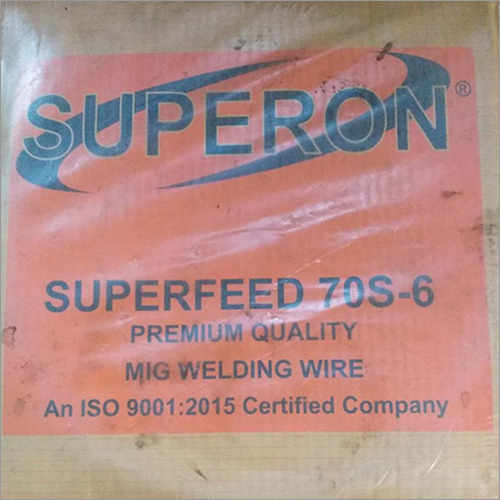 SUPERON®
SUPERFEED 70S-6
PREMIUM QUALITY
MIG WELDING WIRE
An ISO 9001:2015 Certified Company